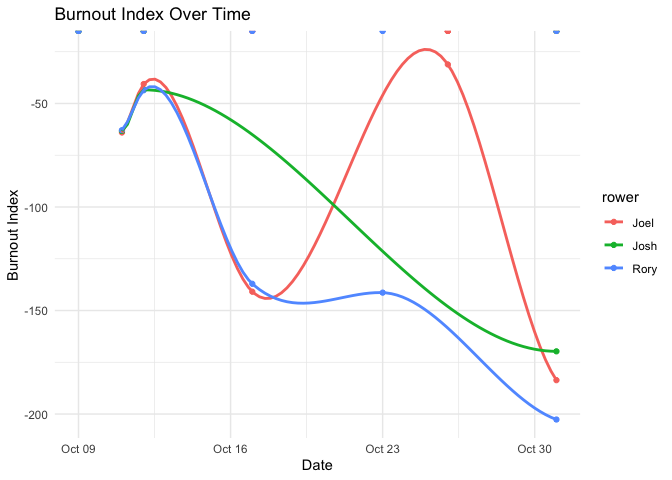 Burnout Index Over Time
-50
-100
-150
-200
Burnout Index
Oct 09
Oct 16
Oct 23
Oct 30
Date
rower
Joel
Josh
Rory